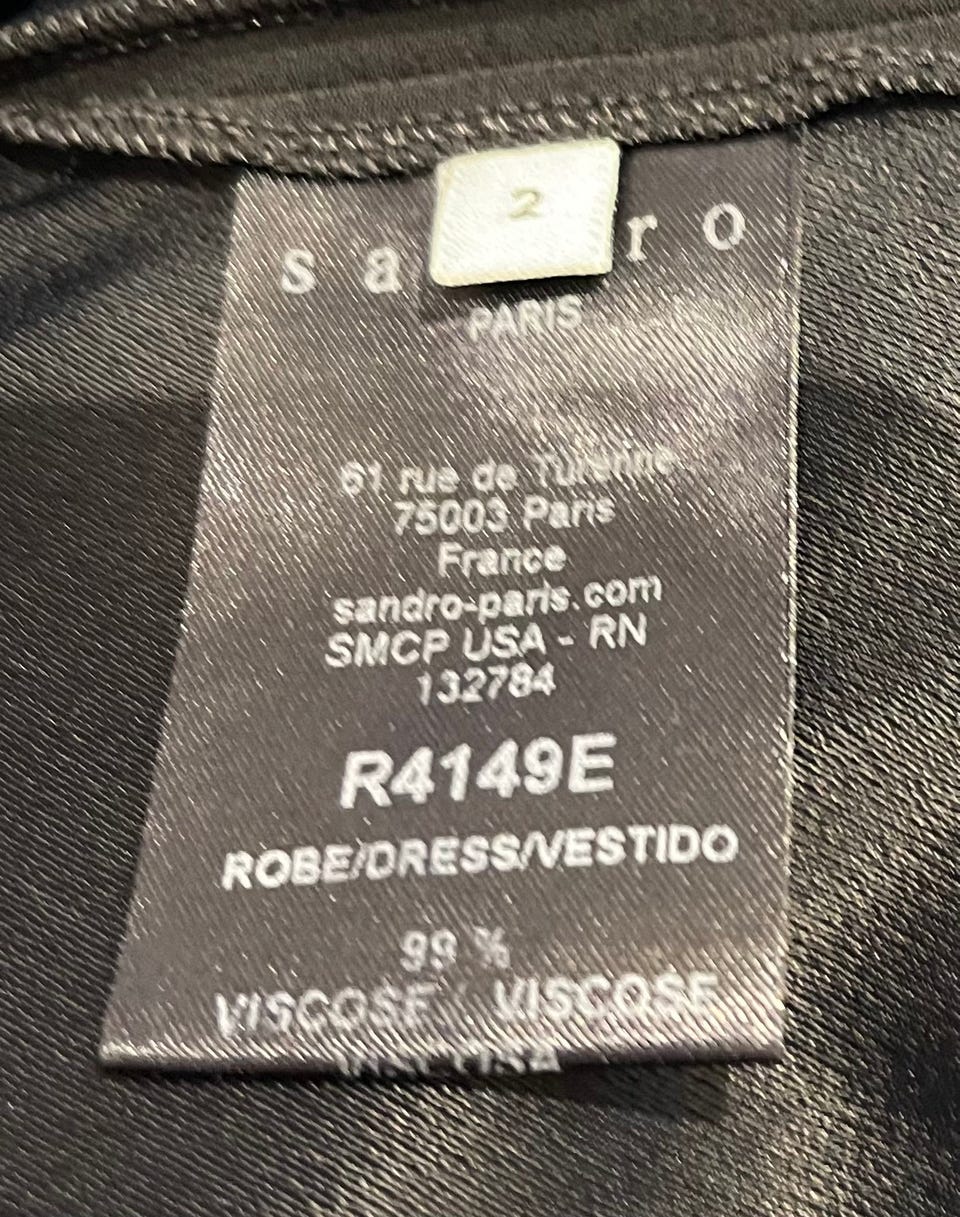 2
sa ro
PARIS
61 rue de Turenne
75003 Paris
France
sandro-paris.com
SMCP USA - RN
132784
R4149E
ROBE/DRESS/VESTIDO
99 %
VISCOSE / VISCOSE